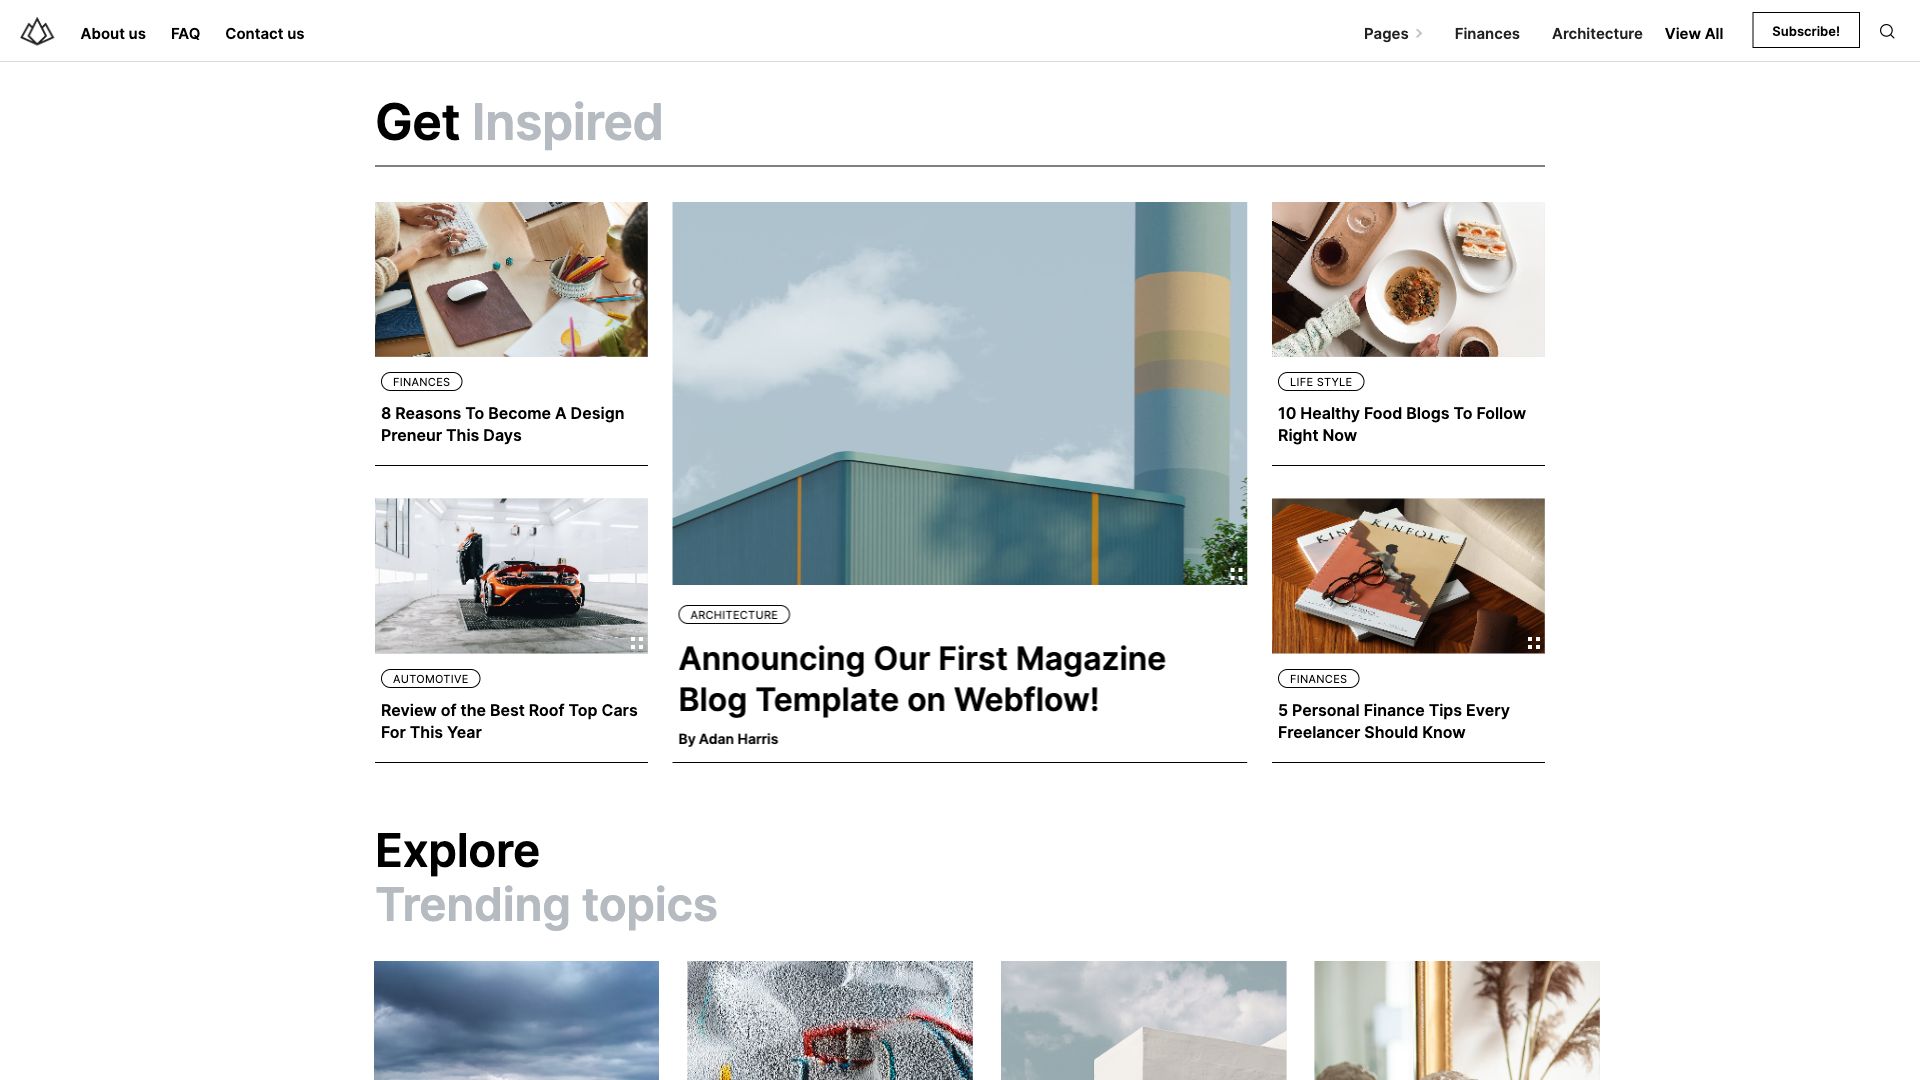 About us FAQ Contact us Pages Finances Architecture View All Subscribe!
Get Inspired
FINANCES
8 Reasons To Become A Design
Preneur This Days
AUTOMOTIVE
Review of the Best Roof Top Cars
For This Year
ARCHITECTURE
Announcing Our First Magazine
Blog Template on Webflow!
By Adan Harris
LIFE STYLE
10 Healthy Food Blogs To Follow
Right Now
KINFOLK
FINANCES
5 Personal Finance Tips Every
Freelancer Should Know
Explore
Trending topics